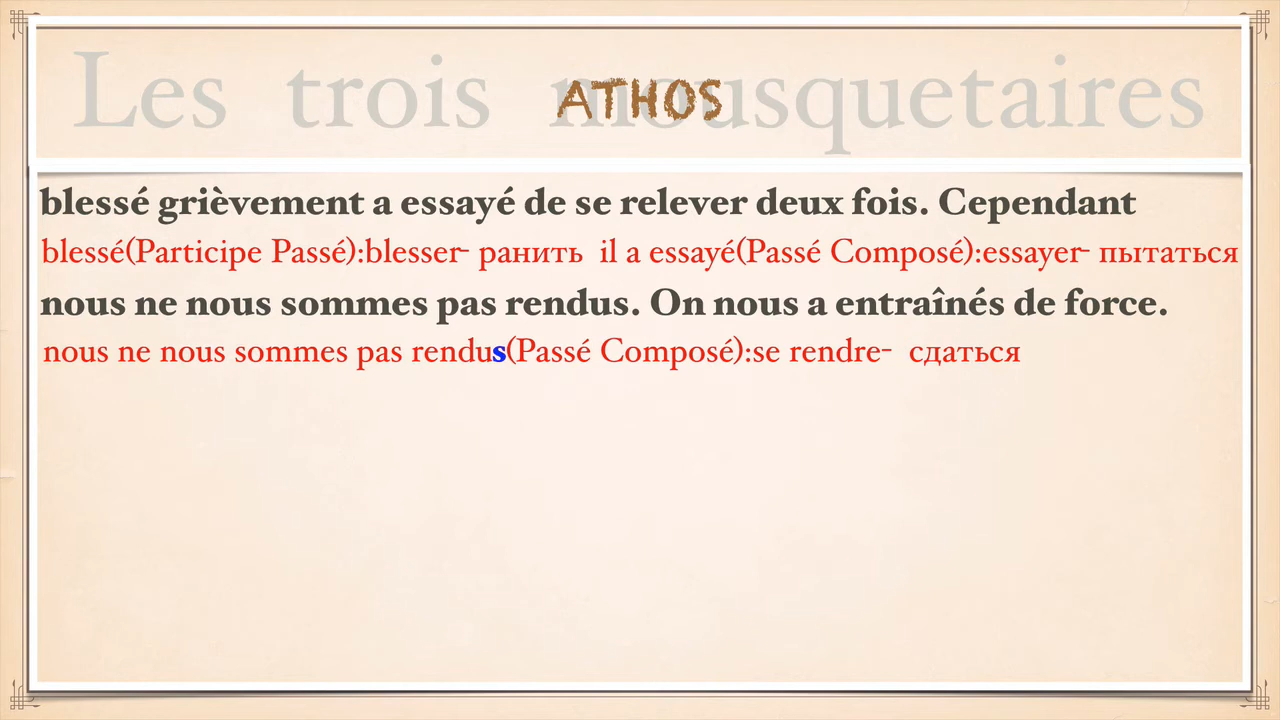 Les trois mousquetaires
ATHOS
blessé grièvement a essayé de se relever deux fois. Cependant
blessé(Participe Passé):blesser- ранить il a essayé(Passé Composé):essayer- пытаться
nous ne nous sommes pas rendus. On nous a entraînés de force.
nous ne nous sommes pas rendus(Passé Composé):se rendre- сдаться